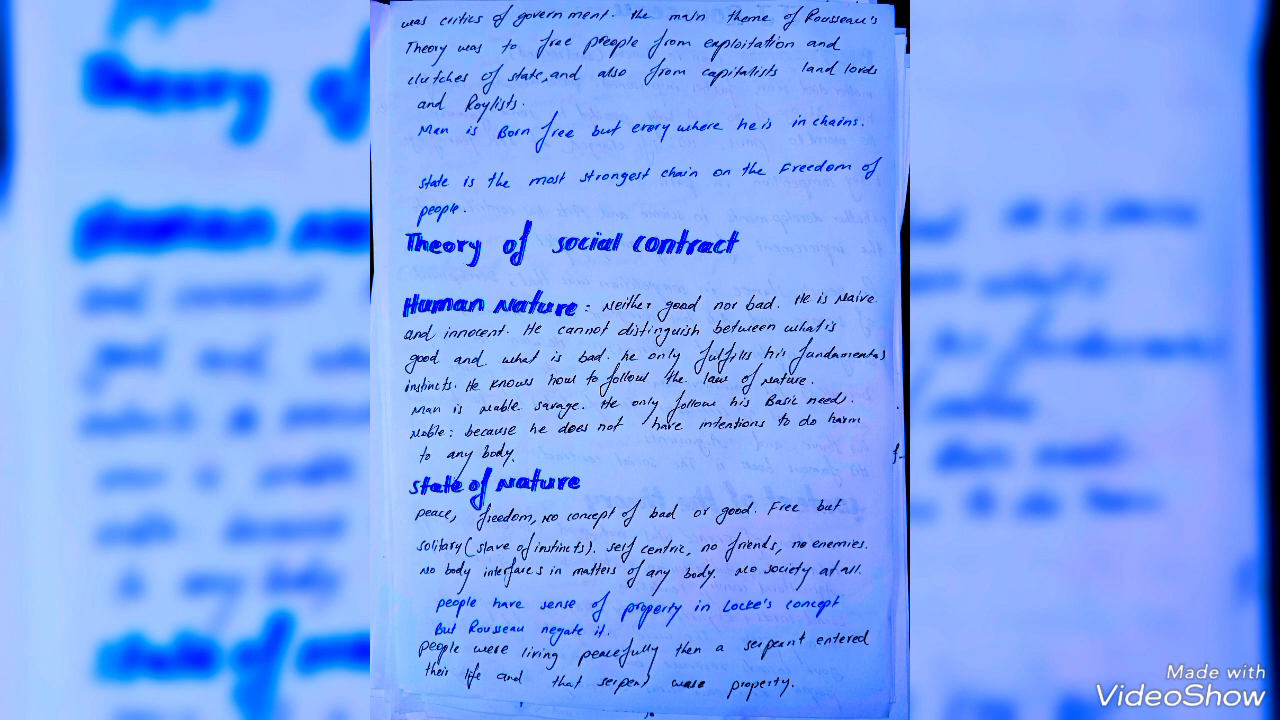 was critics of government. The main theme of Rousseau's
Theory was to free people from exploitation and
clutches of state, and also from capitalists land lords
and Roylists.
Man is Born free but every where he is in chains.
state is the most strongest chain on the Freedom of
people.
Theory of social contract
Human Nature: Neither good nor bad. He is Naive
and innocent. He cannot distinguish between what is
good and what is bad. he only fulfills his fundamental
instincts. He knows how to follow the law of Nature.
Man is noble savage. He only follow his Basic needs.
Noble: because he does not have intentions to do harm
to any body.
State of Nature
peace, freedom, no concept of bad or good. Free but
solitary (slave of instincts). self centric, no friends, no enemies.
No body interfares in matters of any body. No society at all.
people have sense of property in Locke's concept
But Rousseau negate it.
people were living peacefully then a serpent entered
their life and that serpent was property.
Made with
VideoShow